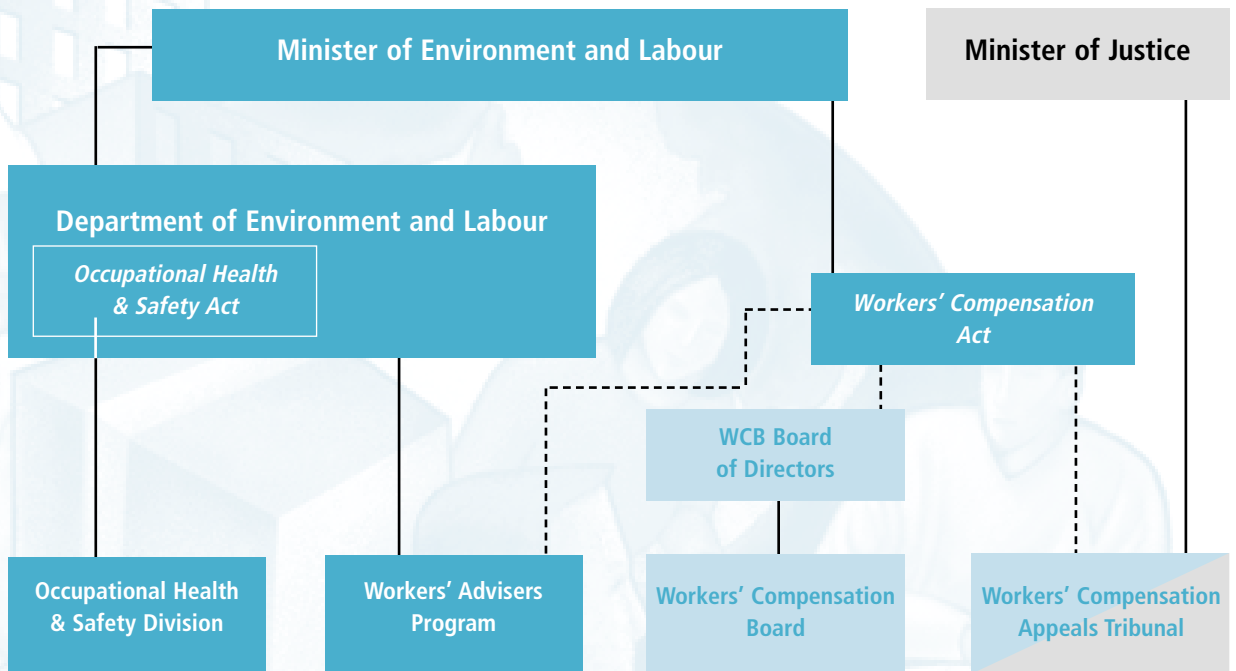 Minister of Environment and Labour
Minister of Justice
Department of Environment and Labour
Occupational Health
& Safety Act
Workers’ Compensation
Act
WCB Board
of Directors
Occupational Health
& Safety Division
Workers’ Advisers
Program
Workers’ Compensation
Board
Workers’ Compensation
Appeals Tribunal